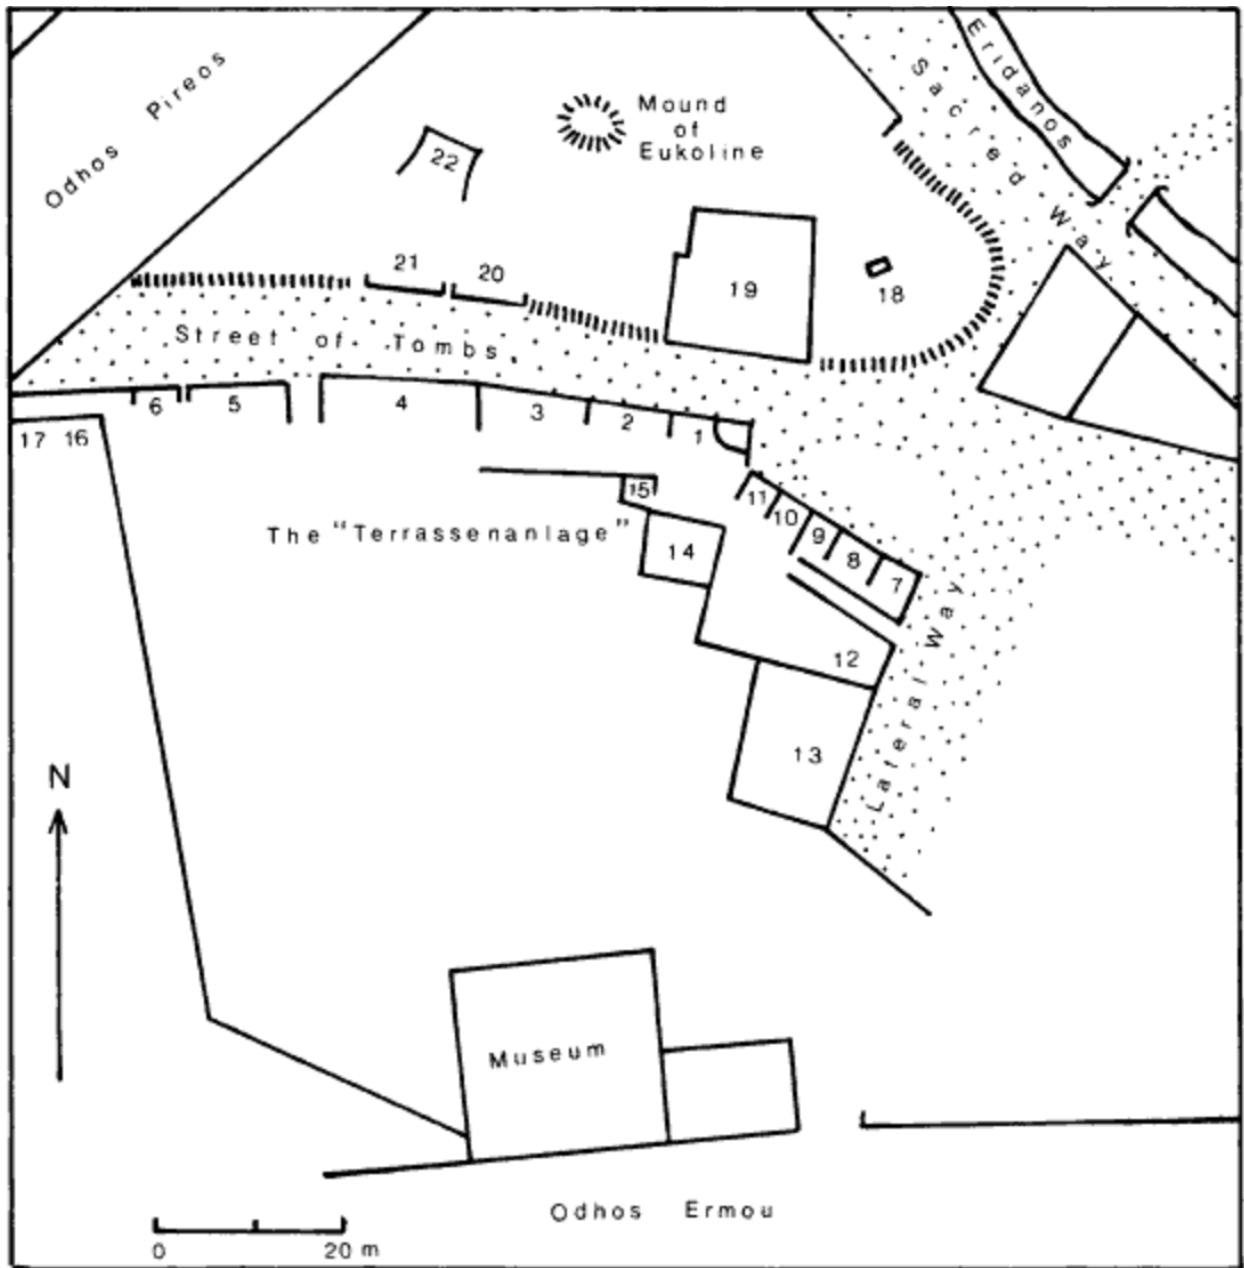 Odhos Pireos
Mound
of
Eukoline
Sacred Way
Eridanos
22
21
20
19
18
Street of Tombs
6
5
4
3
2
1
17 16
15
11
10
9
8
7
The "Terrassenanlage"
14
12
13
Lateral Way
N
Museum
Odhos Ermou
0
20 m